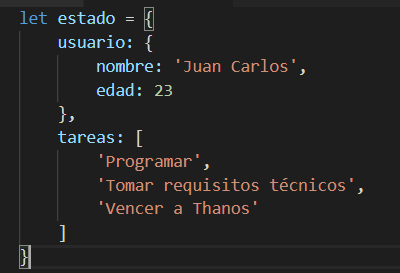 let estado = {
    usuario: {
        nombre: 'Juan Carlos',
        edad: 23
    },
    tareas: [
        'Programar',
        'Tomar requisitos técnicos',
        'Vencer a Thanos'
    ]
}